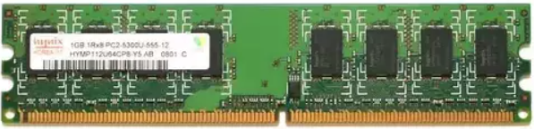 hynix
1GB 1Rx8 PC2-5300U-555-12
HYMP112U64CP8-Y5 AB 0801 C